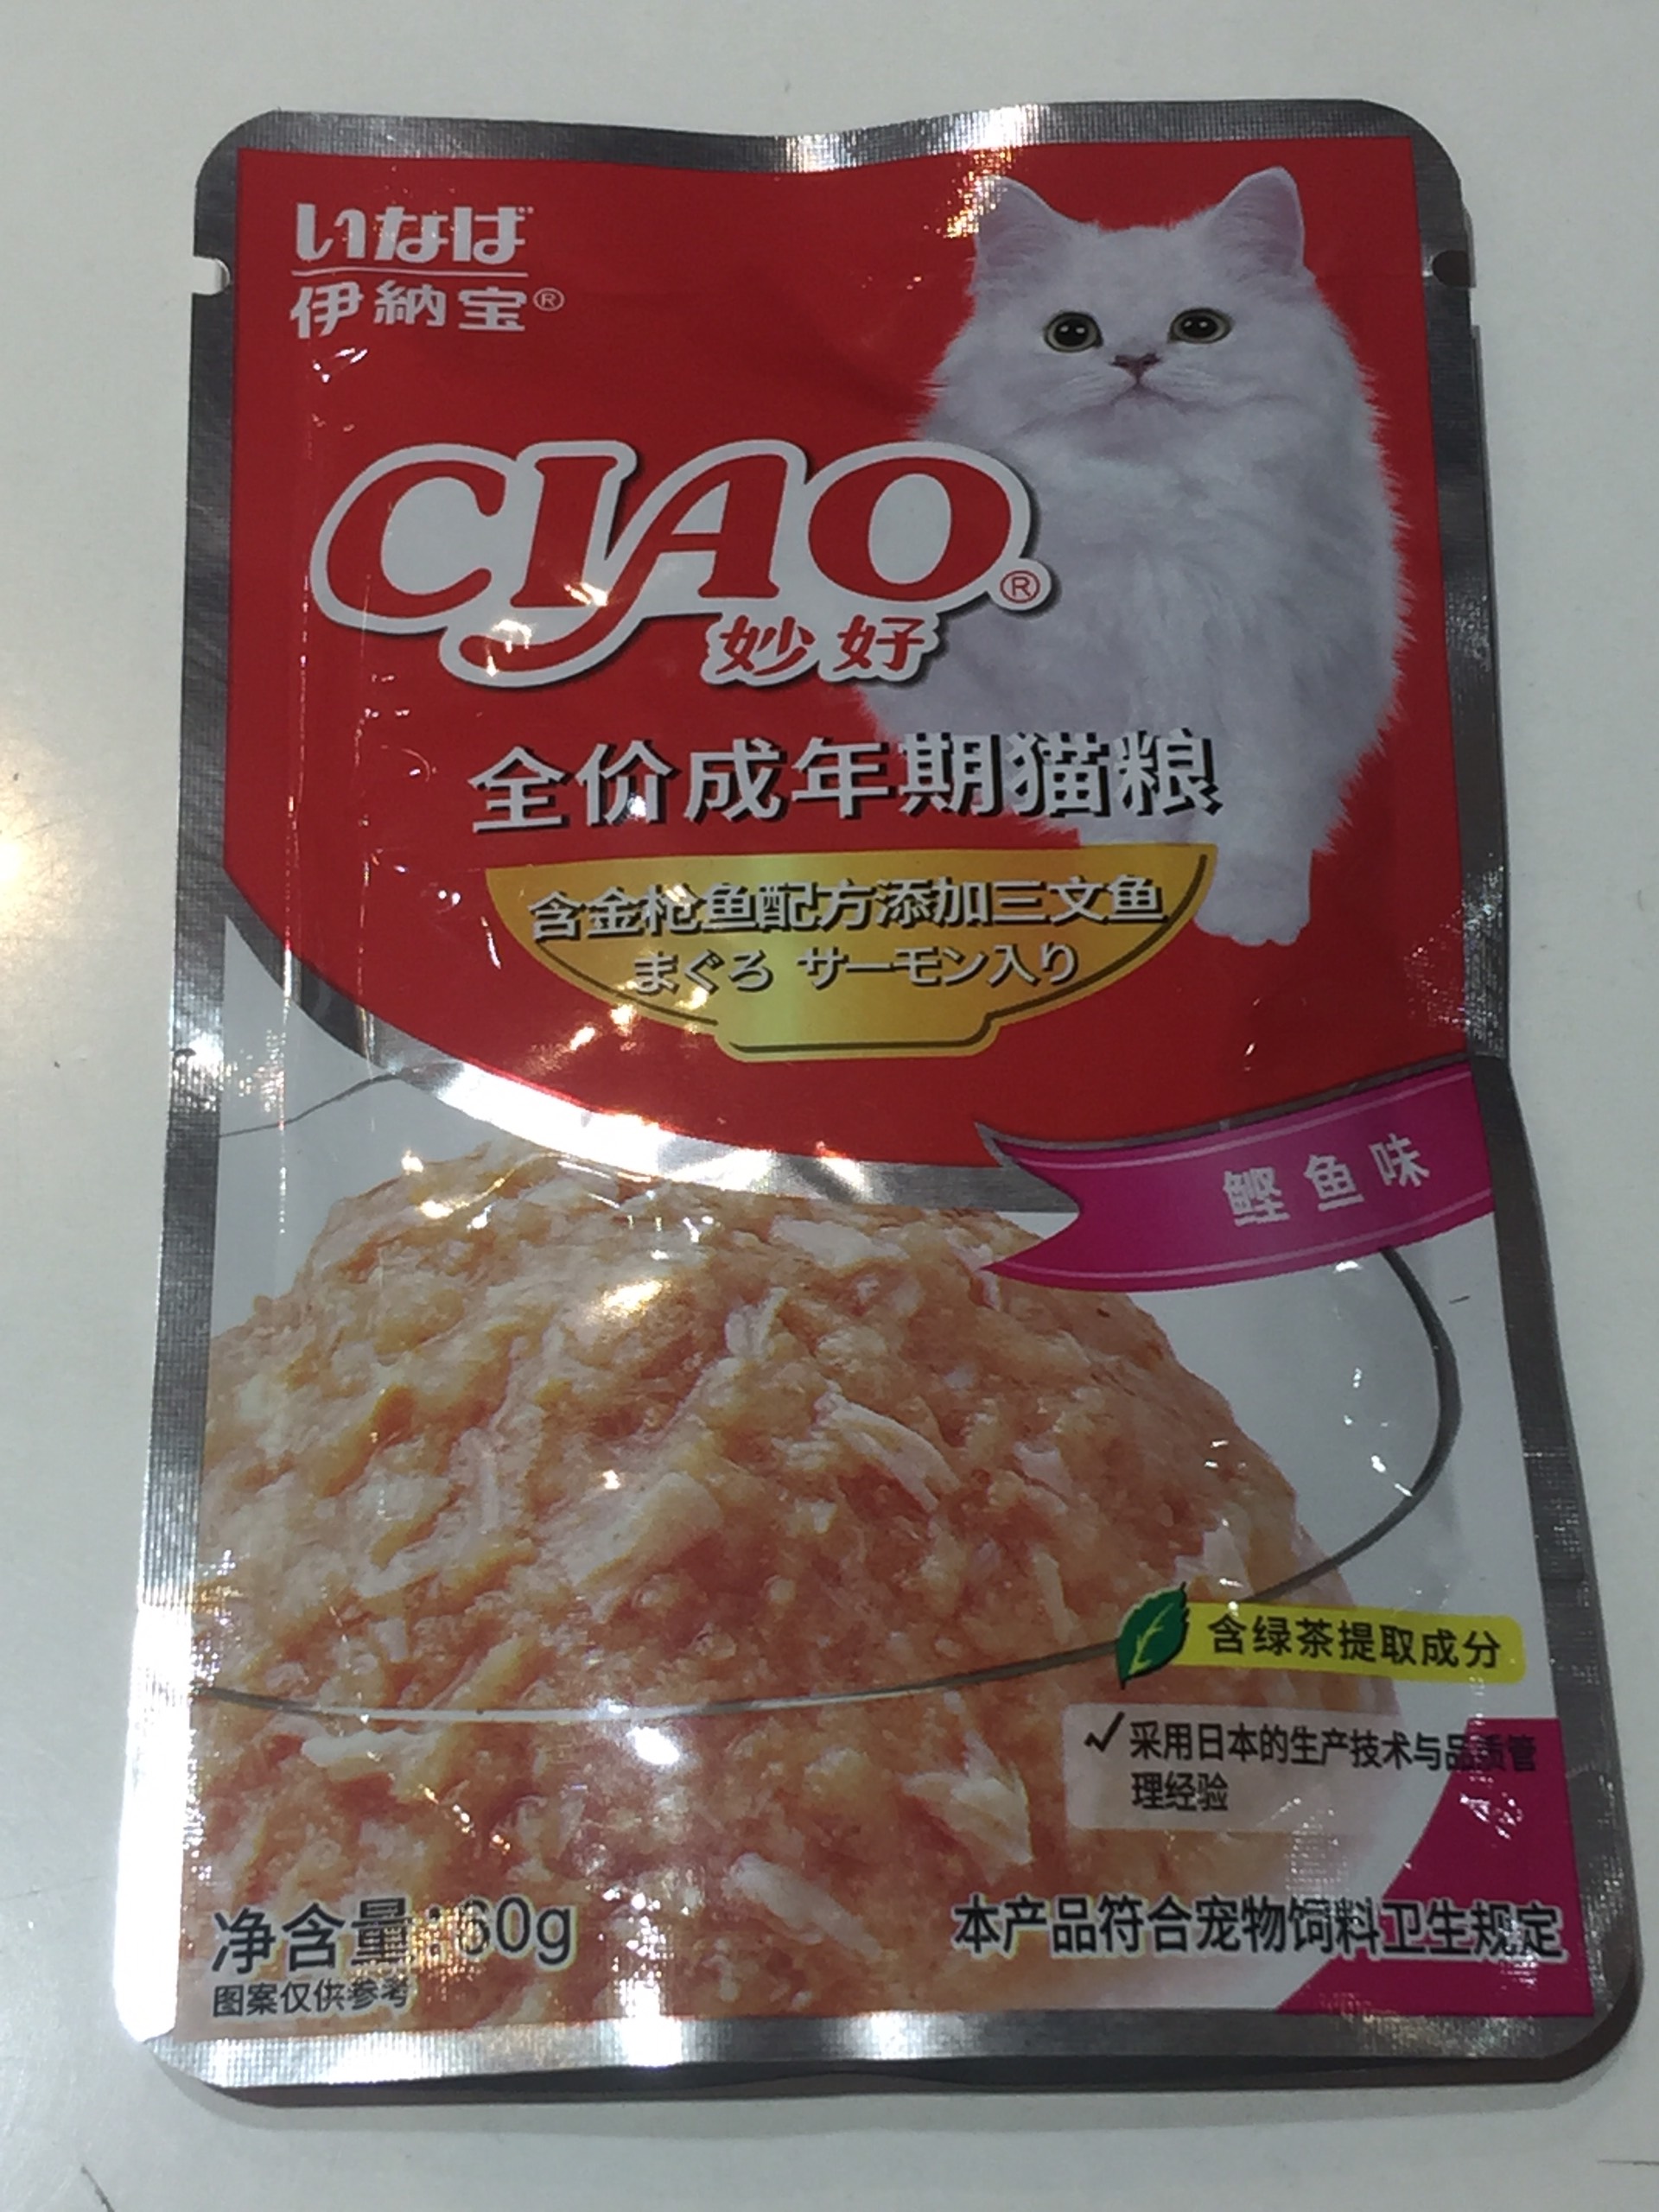 いなば
伊納宝®
CIAO®
妙好
全价成年期猫粮
含金枪鱼配方添加三文鱼
まぐろ サーモン入り
鲣鱼味
含绿茶提取成分
✓采用日本的生产技术与品质管
理经验
净含量:60g
本产品符合宠物饲料卫生规定
图案仅供参考